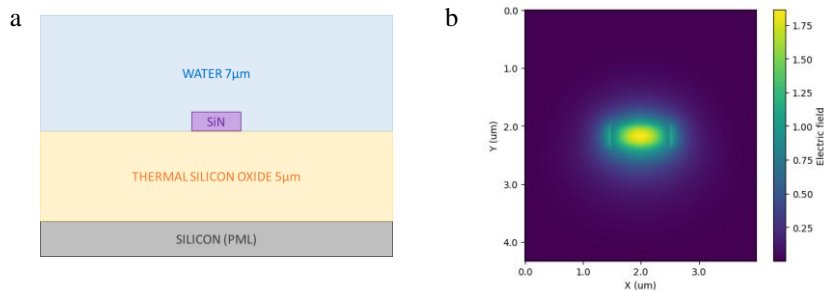 a
WATER 7µm
SiN
THERMAL SILICON OXIDE 5µm
SILICON (PML)
b
0.0
1.0
2.0
3.0
4.0
Y (um)
0.0
1.0
2.0
3.0
X (um)
1.75
1.50
1.25
1.00
0.75
0.50
0.25
Electric field